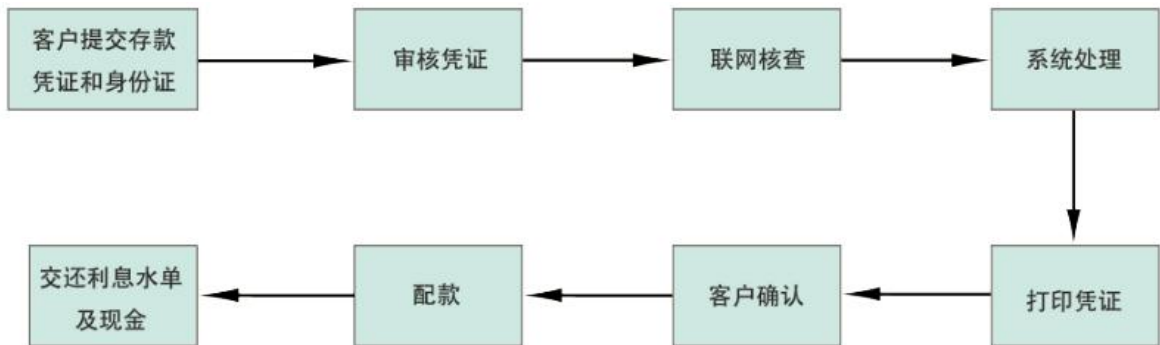 客户提交存款
凭证和身份证
审核凭证
联网核查
系统处理
打印凭证
客户确认
配款
交还利息水单
及现金